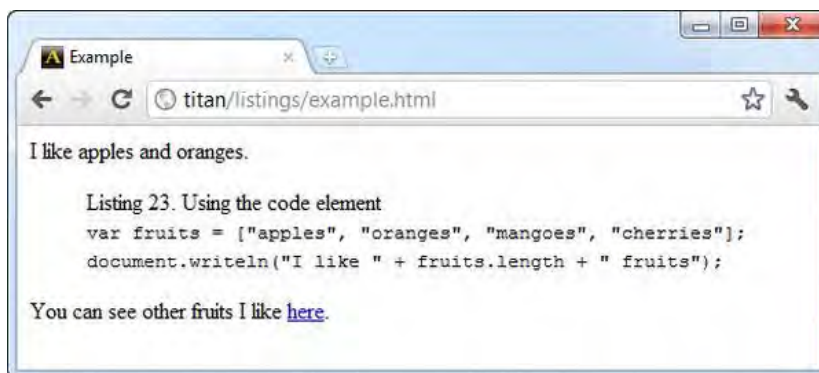 Example
titan/listings/example.html
I like apples and oranges.
Listing 23. Using the code element
var fruits = ["apples", "oranges", "mangoes", "cherries"];
document.writeln("I like " + fruits.length + " fruits");
You can see other fruits I like here.